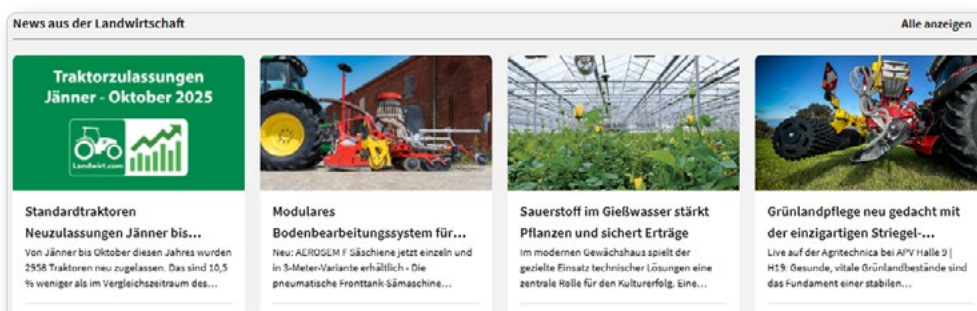 News aus der Landwirtschaft
Alle anzeigen
Traktorzulassungen
Jänner - Oktober 2025
Landwirt.com
Standardtraktoren
Neuzulassungen Jänner bis...
Von Jänner bis Oktober diesen Jahres wurden
2958 Traktoren neu zugelassen. Das sind 10,5
% weniger als im Vergleichszeitraum des...
Modulares
Bodenbearbeitungssystem für...
Neu: AEROSEM F Säschiene jetzt einzeln und
in 3-Meter-Variante erhältlich - Die
pneumatische Fronttank-Sämaschine...
Sauerstoff im Gießwasser stärkt
Pflanzen und sichert Erträge
Im modernen Gewächshaus spielt der
gezielte Einsatz technischer Lösungen eine
zentrale Rolle für den Kulturerfolg. Eine...
Grünlandpflege neu gedacht mit
der einzigartigen Striegel-...
Live auf der Agritechnica bei APV Halle 9 |
H19: Gesunde, vitale Grünlandbestände sind
das Fundament einer stabilen...